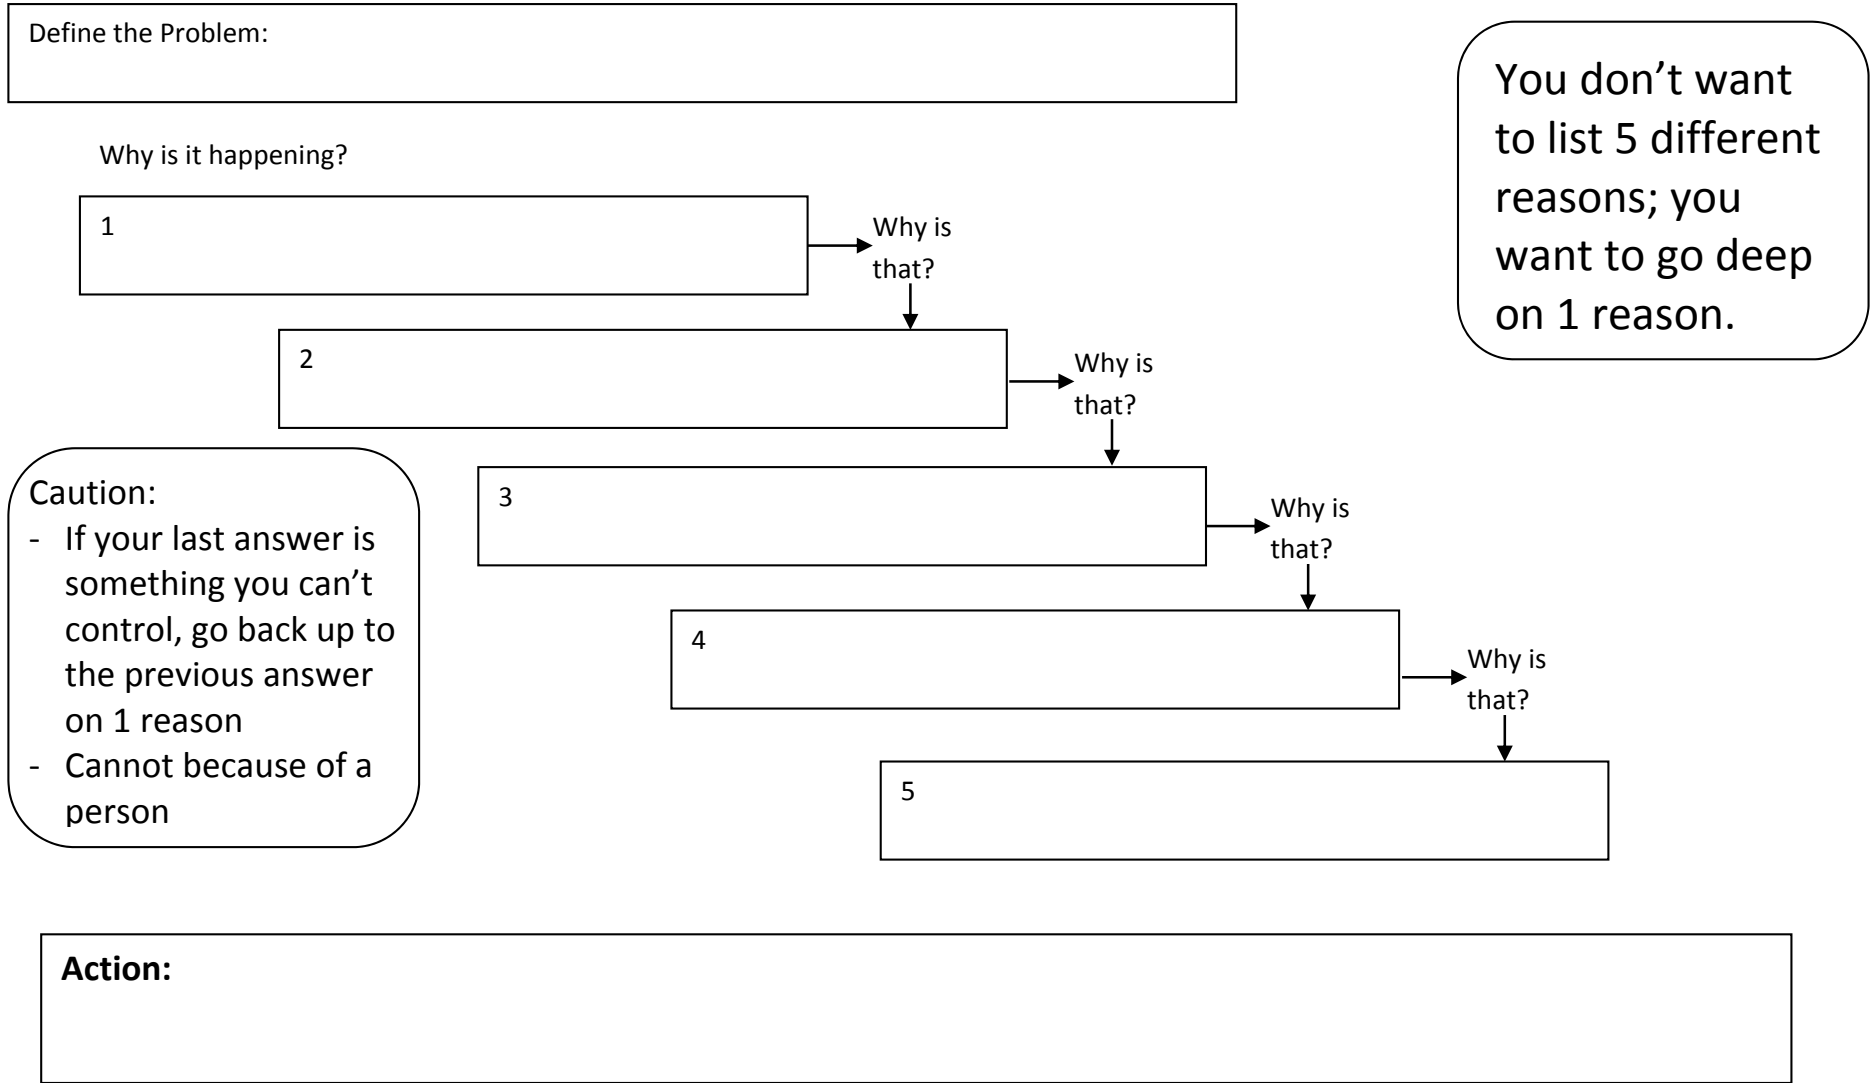 Define the Problem:
You don’t want
to list 5 different
reasons; you
want to go deep
on 1 reason.
Why is it happening?
1
Why is
that?
2
Why is
that?
Caution:
- If your last answer is
something you can’t
control, go back up to
the previous answer
on 1 reason
- Cannot because of a
person
3
Why is
that?
4
Why is
that?
5
Action: